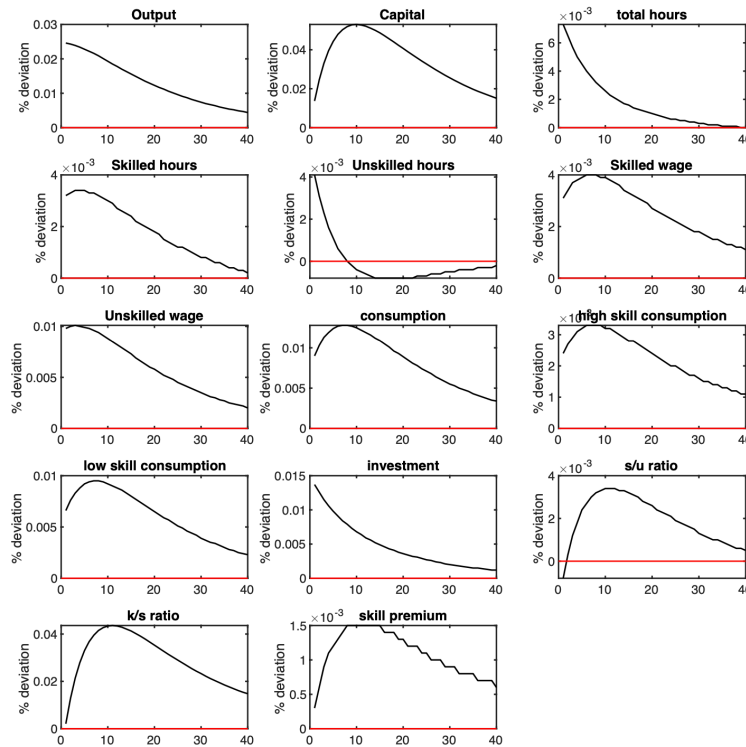 Output
% deviation
0.03
0.02
0.01
0
0 10 20 30 40
Capital
% deviation
0.04
0.02
0
0 10 20 30 40
total hours
×10⁻³
% deviation
6
4
2
0
0 10 20 30 40
Skilled hours
×10⁻³
% deviation
4
2
0
0 10 20 30 40
Unskilled hours
×10⁻³
% deviation
4
2
0
0 10 20 30 40
Skilled wage
×10⁻³
% deviation
4
2
0
0 10 20 30 40
Unskilled wage
% deviation
0.01
0.005
0
0 10 20 30 40
consumption
% deviation
0.01
0.005
0
0 10 20 30 40
high skill consumption
×10⁻³
% deviation
3
2
1
0
0 10 20 30 40
low skill consumption
% deviation
0.01
0.005
0
0 10 20 30 40
investment
% deviation
0.015
0.01
0.005
0
0 10 20 30 40
s/u ratio
×10⁻³
% deviation
4
2
0
0 10 20 30 40
k/s ratio
% deviation
0.04
0.02
0
0 10 20 30 40
skill premium
×10⁻³
% deviation
1.5
1
0.5
0
0 10 20 30 40